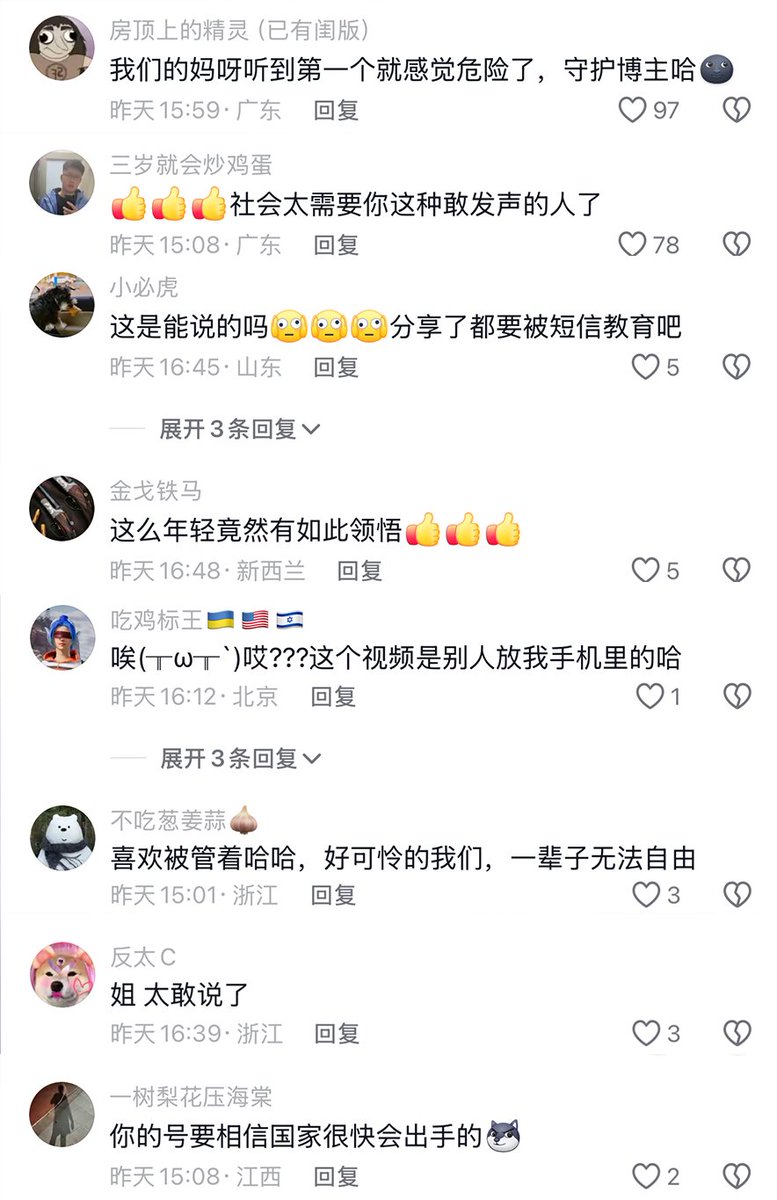 房顶上的精灵（已有闺版）
我们的妈呀听到第一个就感觉危险了，守护博主哈🌚
昨天 15:59 · 广东 回复 97
三岁就会炒鸡蛋
👍👍👍社会太需要你这种敢发声的人了
昨天 15:08 · 广东 回复 78
小必虎
这是能说的吗🫣🫣🫣分享了都要被短信教育吧
昨天 16:45 · 山东 回复 5
展开3条回复
金戈铁马
这么年轻竟然有如此领悟👍👍👍
昨天 16:48 · 新西兰 回复 5
吃鸡标王🇺🇦🇺🇸🇮🇱
唉(╥ω╥`)哎???这个视频是别人放我手机里的哈
昨天 16:12 · 北京 回复 1
展开3条回复
不吃葱姜蒜🧄
喜欢被管着哈哈，好可怜的我们，一辈子无法自由
昨天 15:01 · 浙江 回复 3
反太C
姐 太敢说了
昨天 16:39 · 浙江 回复 3
一树梨花压海棠
你的号要相信国家很快会出手的
昨天 15:08 · 江西 回复 2